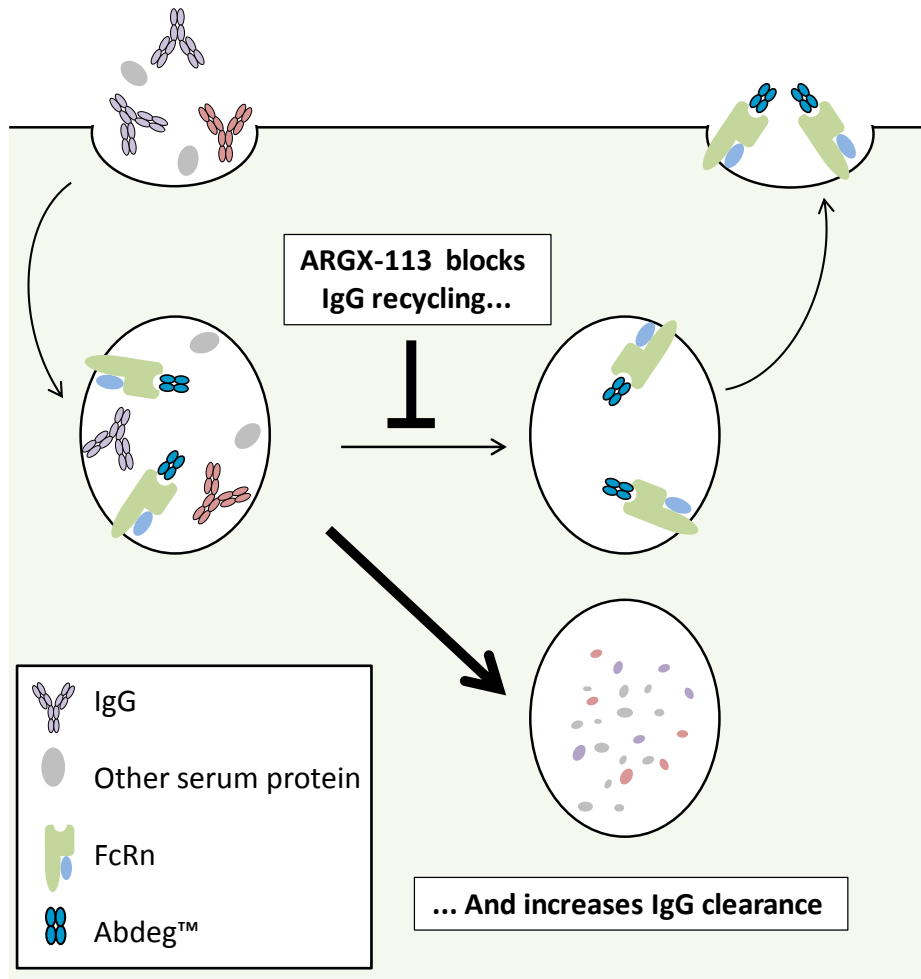 ARGX-113 blocks
IgG recycling...
IgG
Other serum protein
FcRn
Abdeg™
... And increases IgG clearance